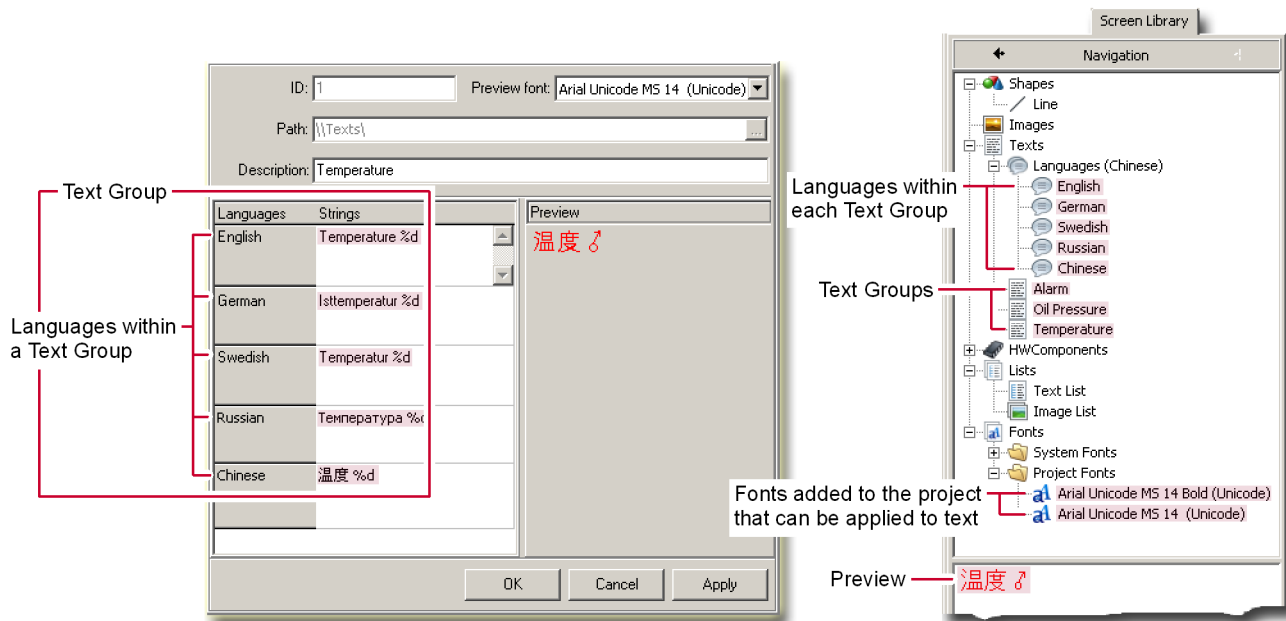 ID: 1 Preview font: Arial Unicode MS 14 (Unicode)
Path: \\Texts\ ...
Description: Temperature
Text Group
Languages Strings
Preview
English Temperature %d
温度
German Isttemperatur %d
Languages within
a Text Group
Swedish Temperatur %d
Russian Температура %
Chinese 温度 %d
OK Cancel Apply
Screen Library
Navigation
Shapes
Line
Images
Texts
Languages (Chinese)
Languages within
each Text Group
English
German
Swedish
Russian
Chinese
Text Groups
Alarm
Oil Pressure
Temperature
HWComponents
Lists
Text List
Image List
Fonts
System Fonts
Project Fonts
Fonts added to the project
that can be applied to text
Arial Unicode MS 14 Bold (Unicode)
Arial Unicode MS 14 (Unicode)
Preview
温度